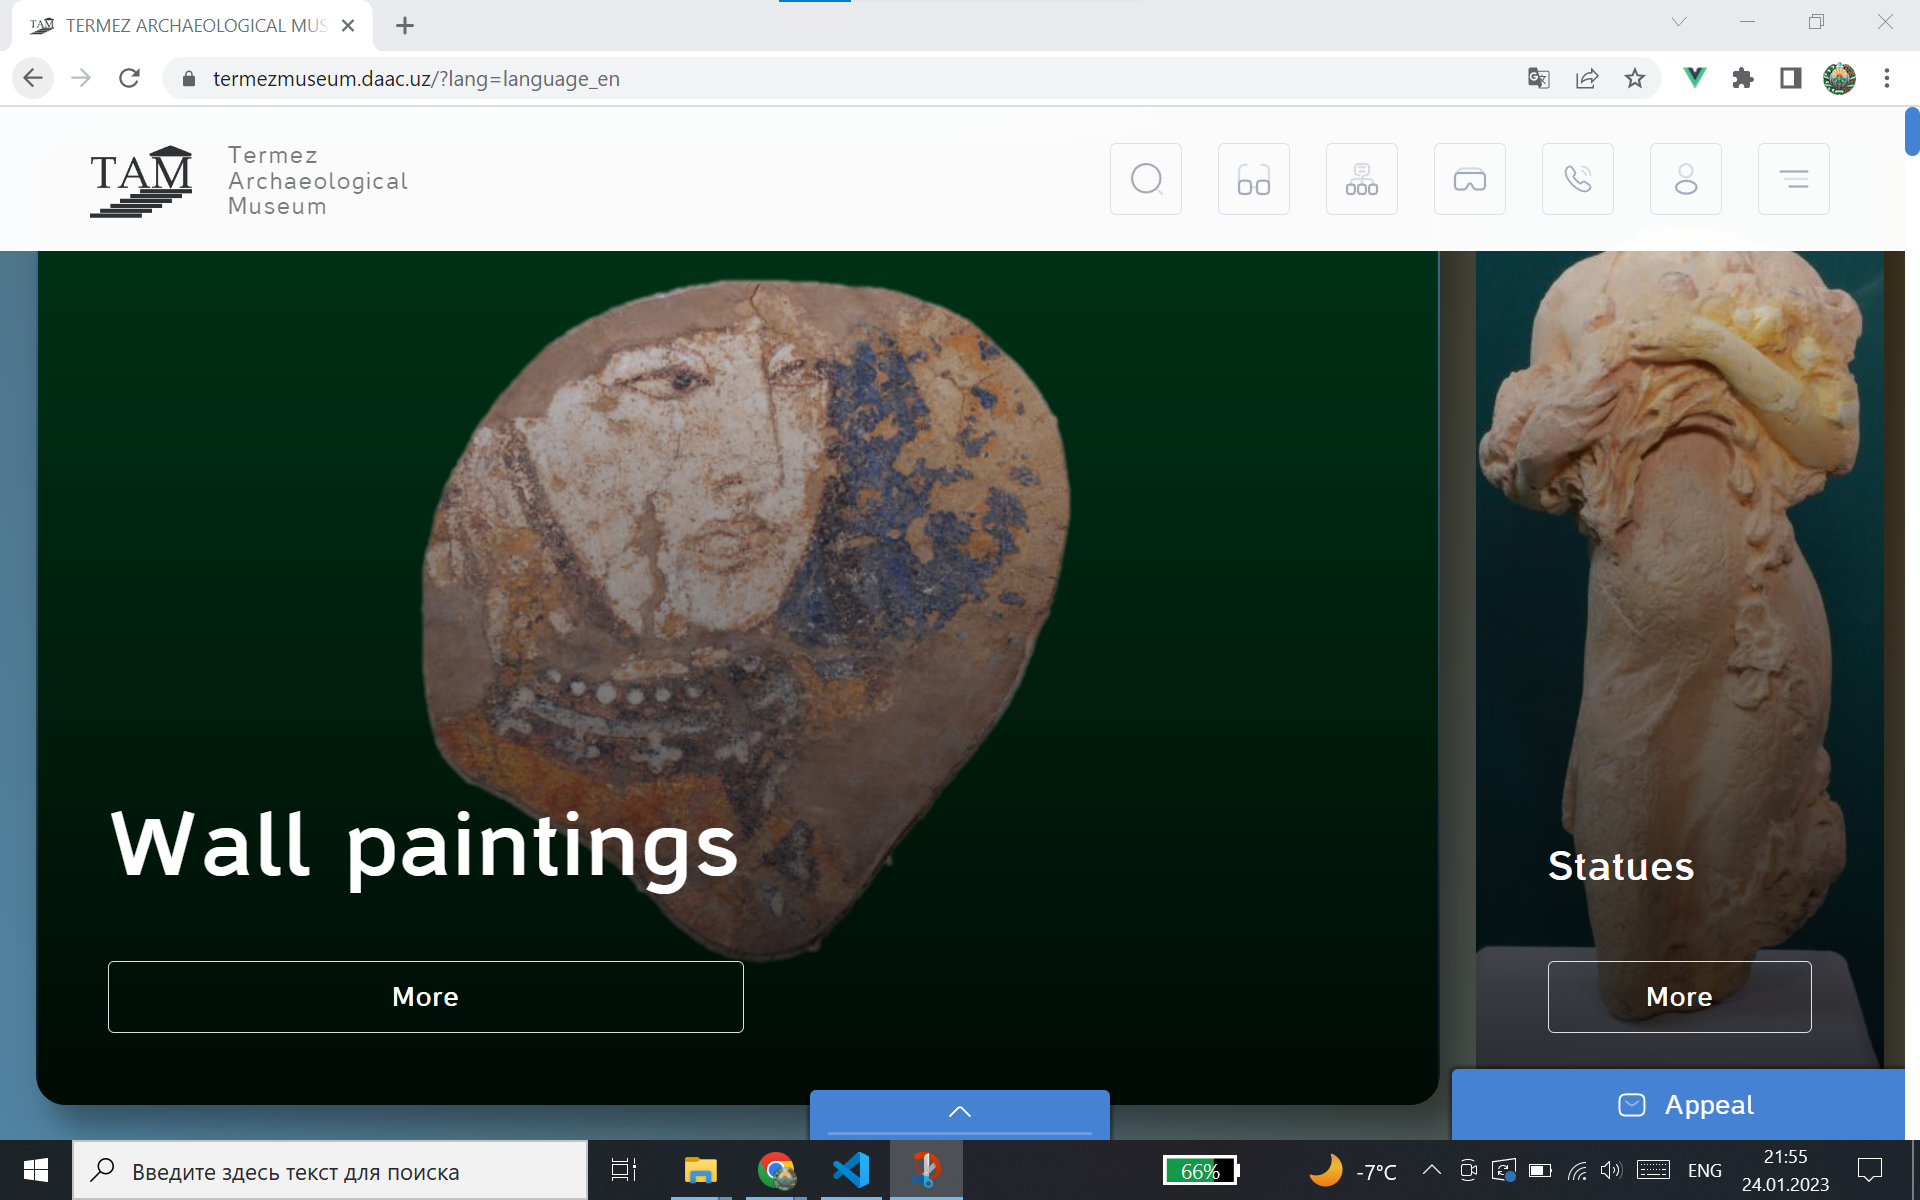 TERMEZ ARCHAEOLOGICAL MUS
termezmuseum.daac.uz/?lang=language_en
TAM
Termez
Archaeological
Museum
Wall paintings
More
Statues
More
Appeal
Введите здесь текст для поиска
66%
-7°C
ENG
21:55
24.01.2023